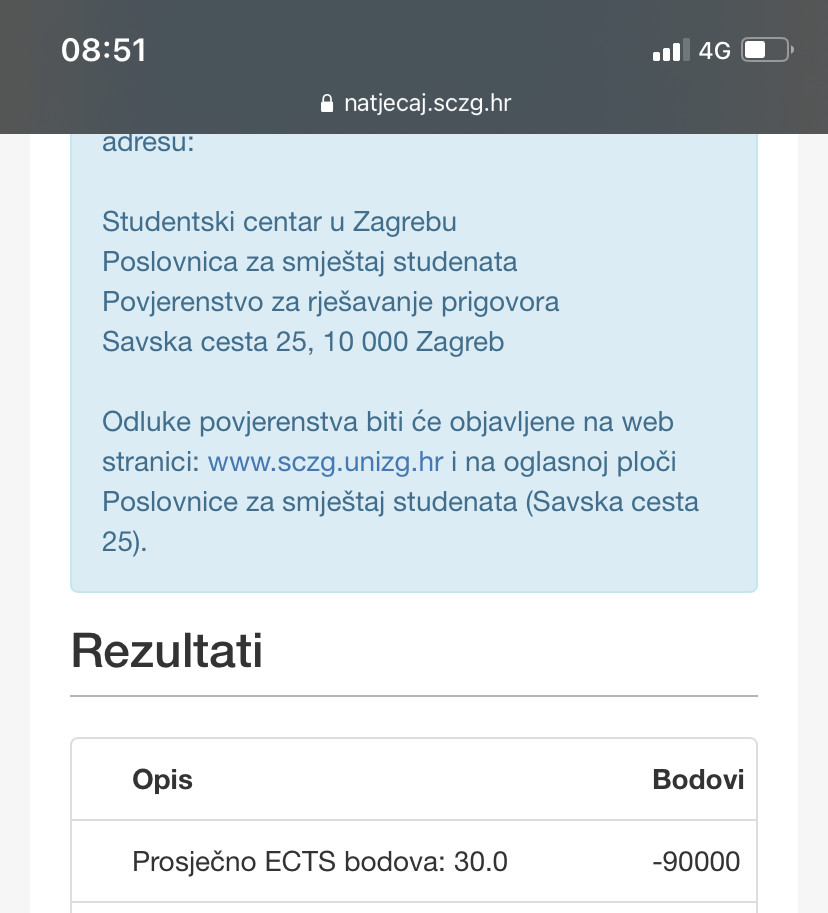 08:51
4G
natjecaj.sczg.hr
adresu:
Studentski centar u Zagrebu
Poslovnica za smještaj studenata
Povjerenstvo za rješavanje prigovora
Savska cesta 25, 10 000 Zagreb
Odluke povjerenstva biti će objavljene na web
stranici: www.sczg.unizg.hr i na oglasnoj ploči
Poslovnice za smještaj studenata (Savska cesta
25).
Rezultati
Opis Bodovi
Prosječno ECTS bodova: 30.0 -90000